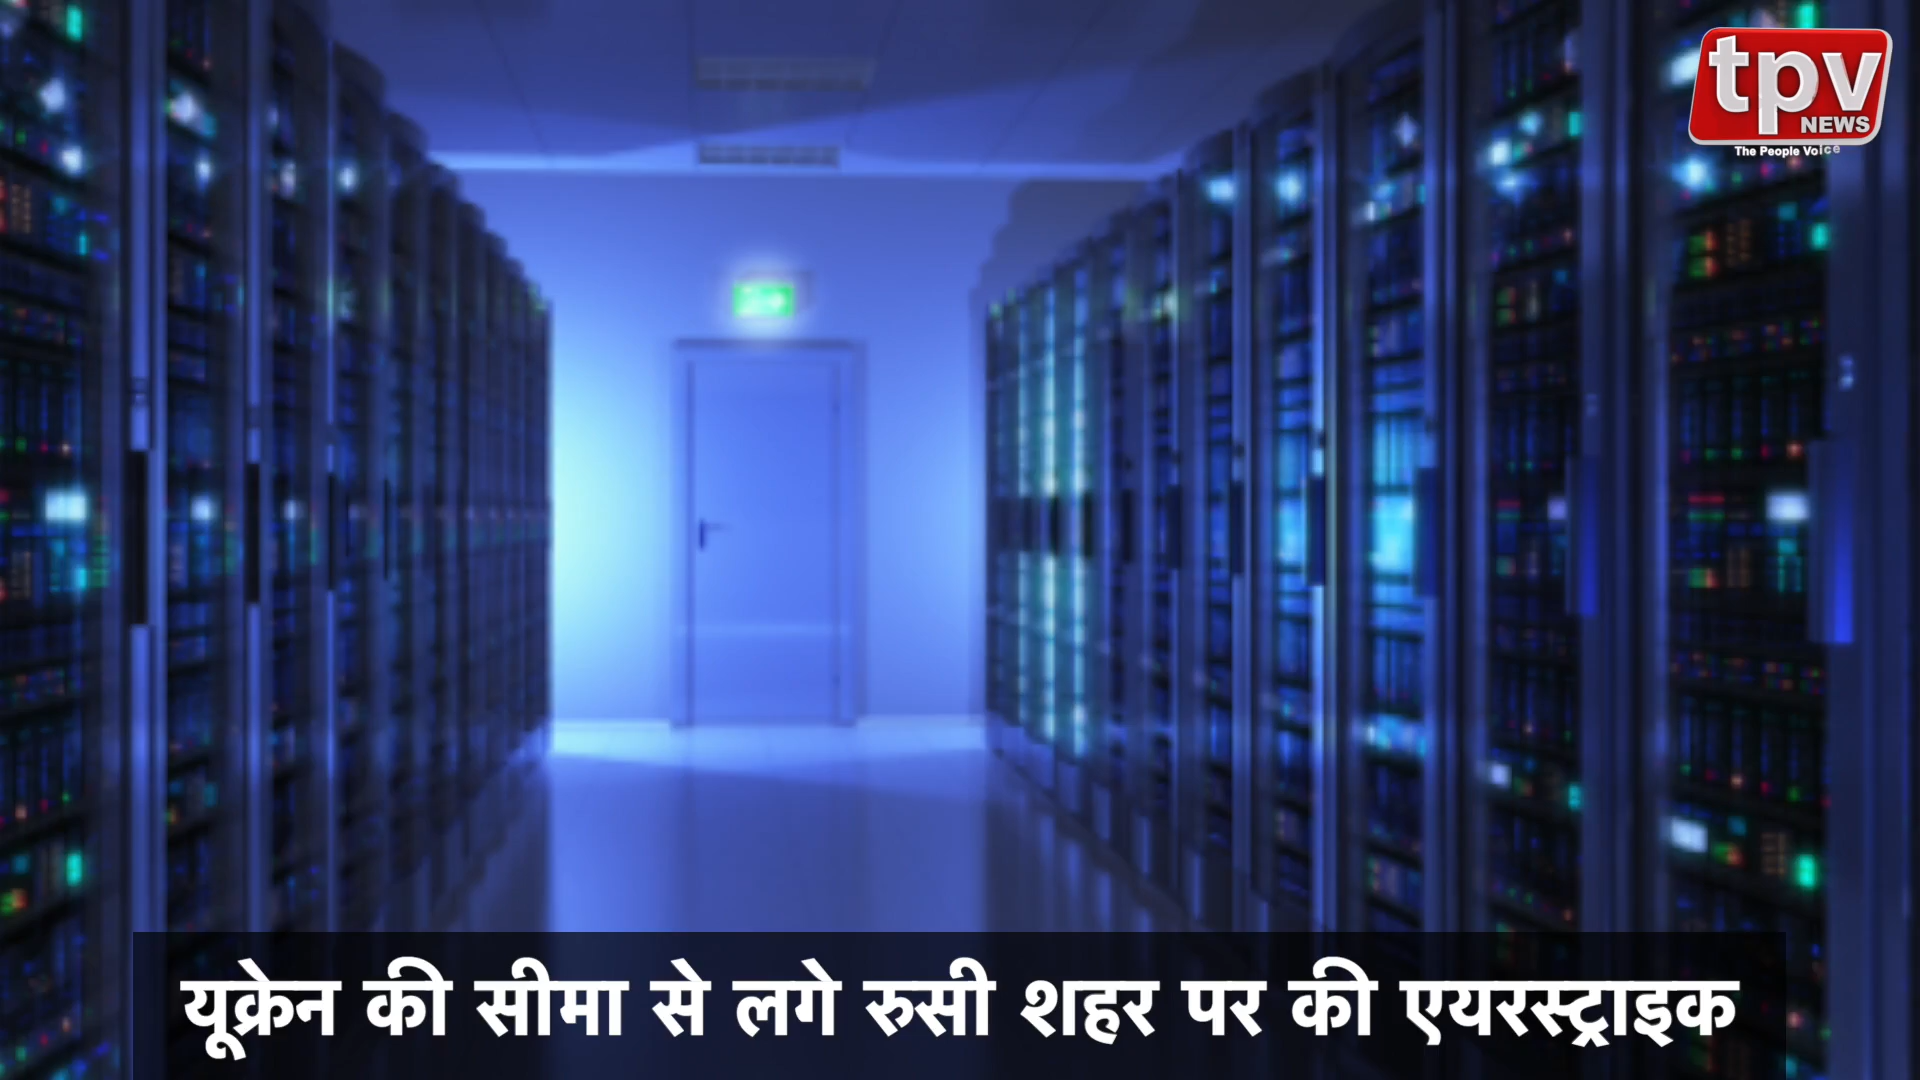 tpv
NEWS
The People Voice
यूक्रेन की सीमा से लगे रुसी शहर पर की एयरस्ट्राइक